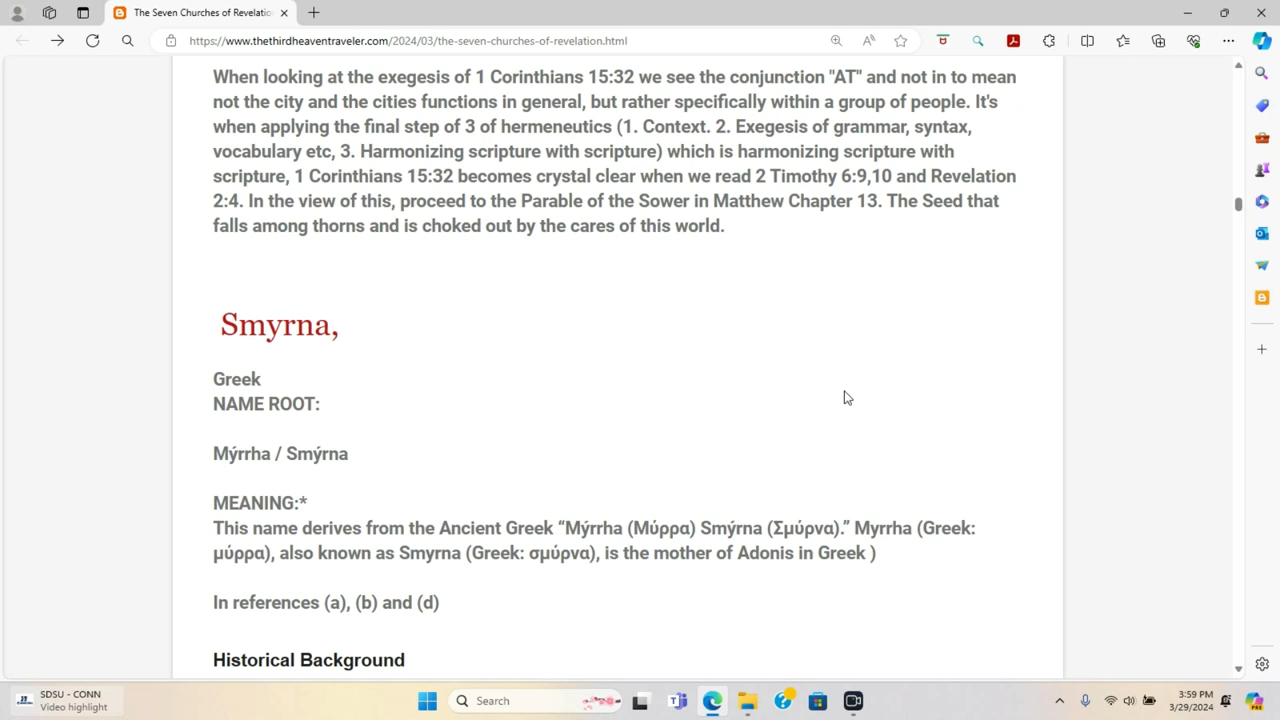 The Seven Churches of Revelatio
https://www.thethirdheaventraveler.com/2024/03/the-seven-churches-of-revelation.html
When looking at the exegesis of 1 Corinthians 15:32 we see the conjunction "AT" and not in to mean
not the city and the cities functions in general, but rather specifically within a group of people. It's
when applying the final step of 3 of hermeneutics (1. Context. 2. Exegesis of grammar, syntax,
vocabulary etc, 3. Harmonizing scripture with scripture) which is harmonizing scripture with
scripture, 1 Corinthians 15:32 becomes crystal clear when we read 2 Timothy 6:9,10 and Revelation
2:4. In the view of this, proceed to the Parable of the Sower in Matthew Chapter 13. The Seed that
falls among thorns and is choked out by the cares of this world.
Smyrna,
Greek
NAME ROOT:
Mýrrha / Smýrna
MEANING:*
This name derives from the Ancient Greek “Mýrrha (Μύρρα) Smýrna (Σμύρνα).” Myrrha (Greek:
μύρρα), also known as Smyrna (Greek: σμύρνα), is the mother of Adonis in Greek )
In references (a), (b) and (d)
Historical Background
SDSU - CONN
Video highlight
Search
3:59 PM
3/29/2024